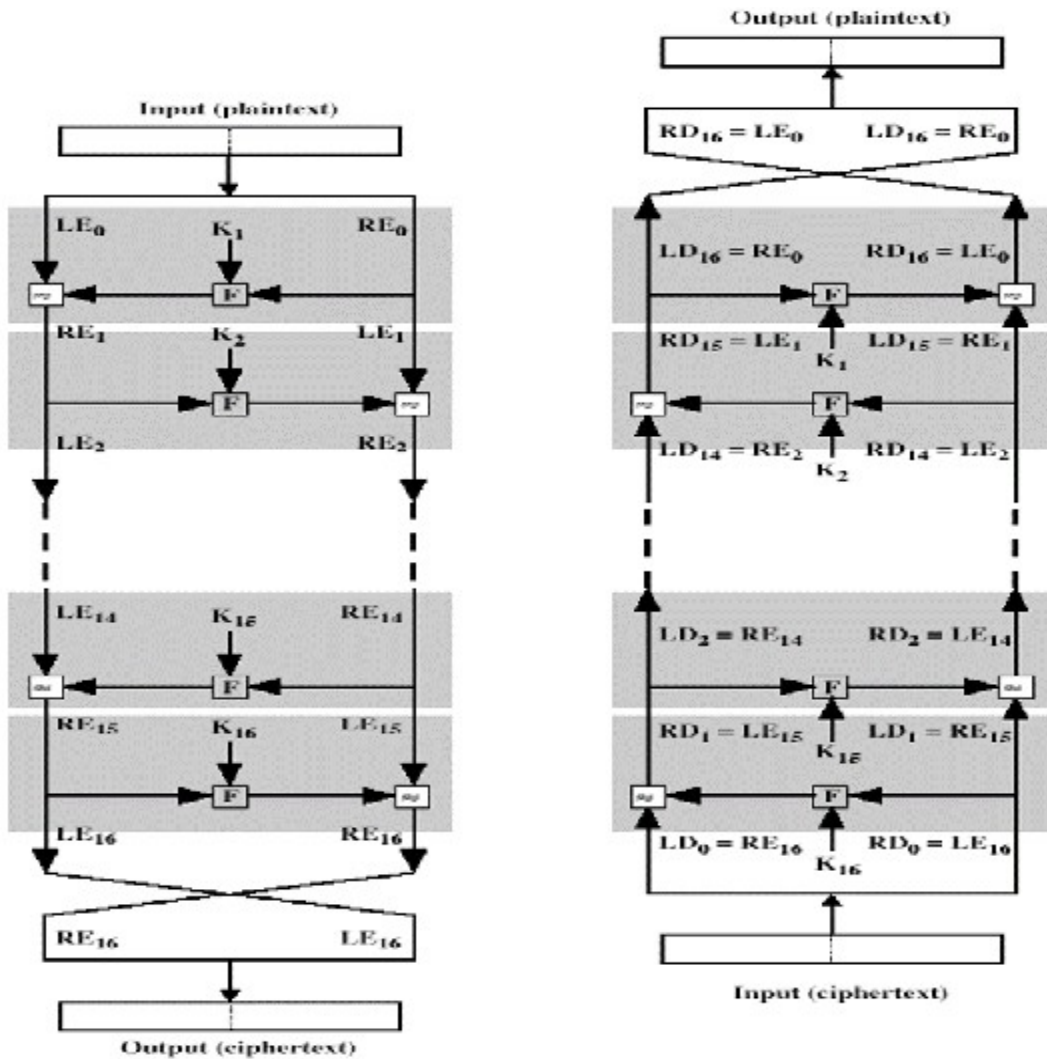 Input (plaintext)
LE₀ K₁ RE₀
F
RE₁ K₂ LE₁
F
LE₂ RE₂
LE₁₄ K₁₅ RE₁₄
F
RE₁₅ K₁₆ LE₁₅
F
LE₁₆ RE₁₆
RE₁₆ LE₁₆
Output (ciphertext)
Output (plaintext)
RD₁₆ = LE₀ LD₁₆ = RE₀
LD₁₆ = RE₀ RD₁₆ = LE₀
F
RD₁₅ = LE₁ K₁ LD₁₅ = RE₁
F
LD₁₄ = RE₂ K₂ RD₁₄ = LE₂
LD₂ = RE₁₄ RD₂ = LE₁₄
F
RD₁ = LE₁₅ K₁₅ LD₁ = RE₁₅
F
LD₀ = RE₁₆ K₁₆ RD₀ = LE₁₆
Input (ciphertext)